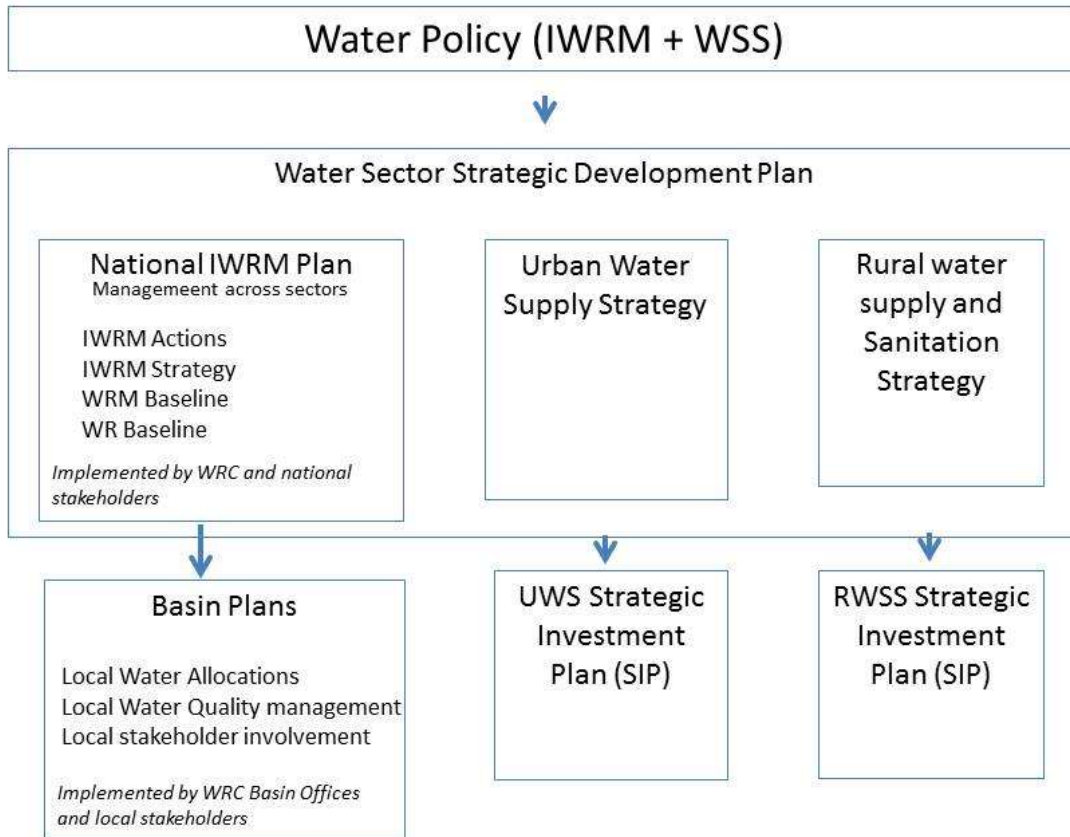 Water Policy (IWRM + WSS)
Water Sector Strategic Development Plan
National IWRM Plan
Managemeent across sectors
IWRM Actions
IWRM Strategy
WRM Baseline
WR Baseline
Implemented by WRC and national
stakeholders
Urban Water
Supply Strategy
Rural water
supply and
Sanitation
Strategy
Basin Plans
Local Water Allocations
Local Water Quality management
Local stakeholder involvement
Implemented by WRC Basin Offices
and local stakeholders
UWS Strategic
Investment
Plan (SIP)
RWSS Strategic
Investment
Plan (SIP)